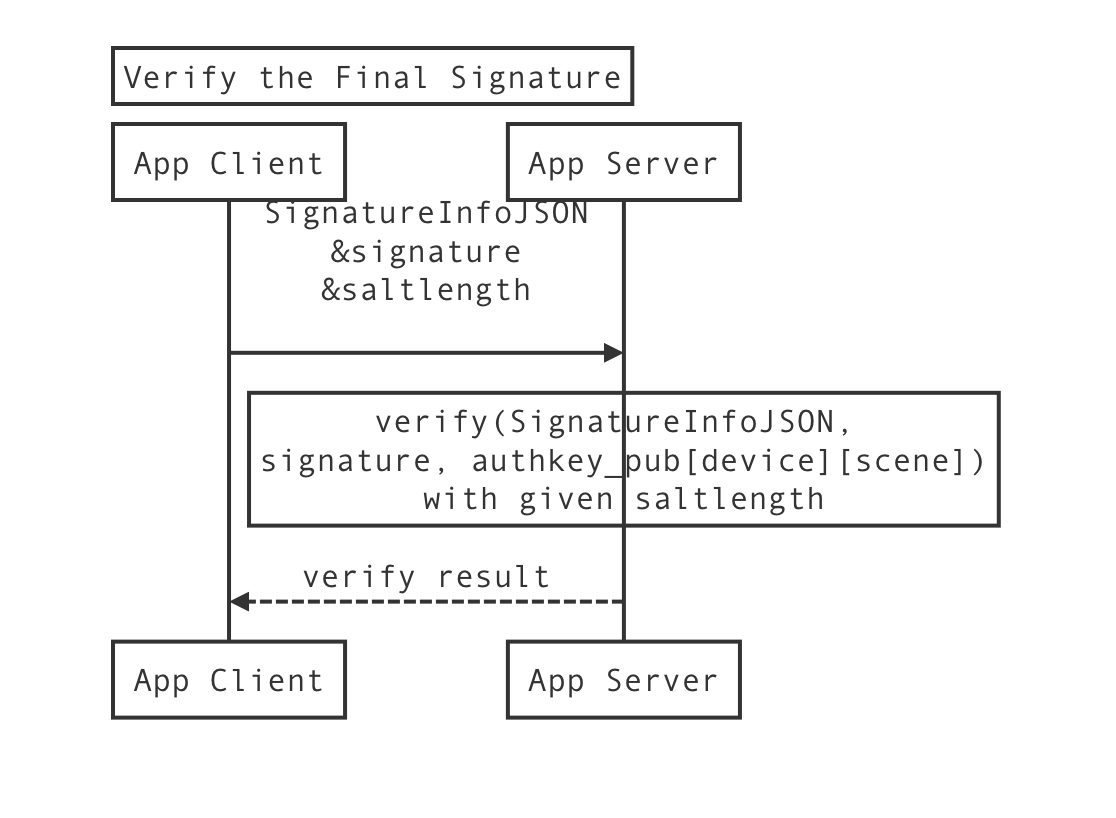 Verify the Final Signature
App Client
App Server
SignatureInfoJSON
&signature
&saltlength
verify(SignatureInfoJSON,
signature, authkey_pub[device][scene])
with given saltlength
verify result
App Client
App Server